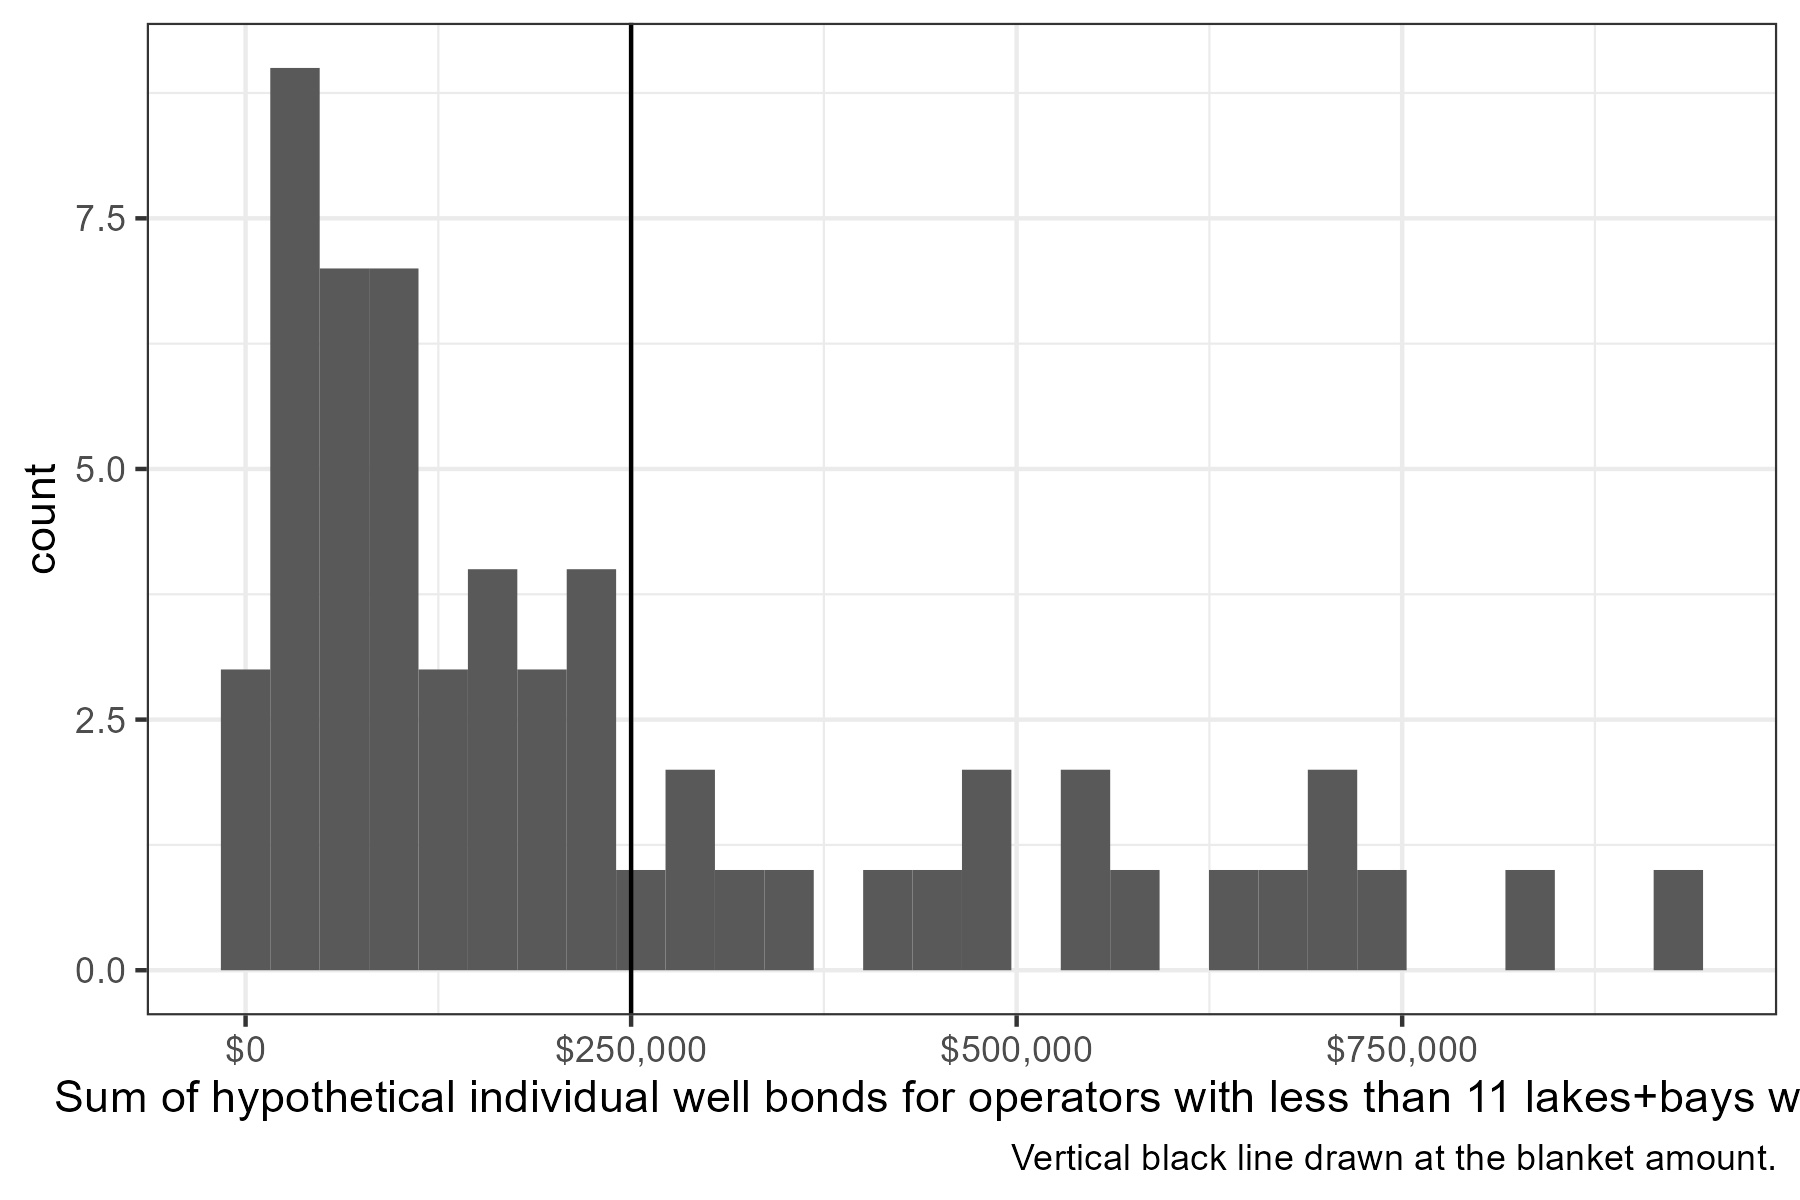 7.5
5.0
2.5
0.0
count
$0 $250,000 $500,000 $750,000
Sum of hypothetical individual well bonds for operators with less than 11 lakes+bays w
Vertical black line drawn at the blanket amount.